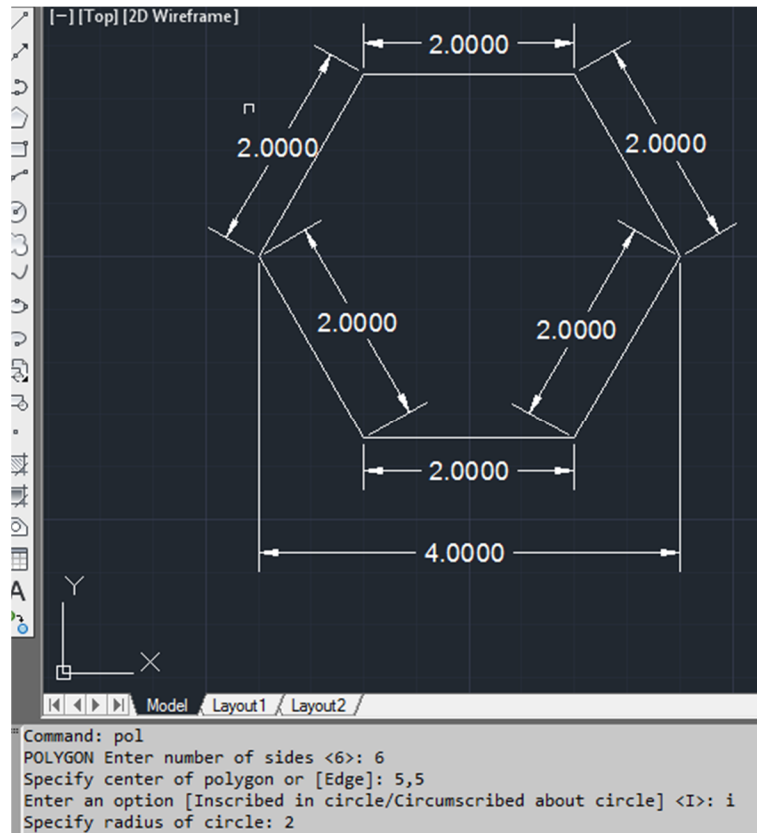 [−] [Top] [2D Wireframe]
2.0000
2.0000
2.0000
2.0000
2.0000
2.0000
4.0000
Y
X
A
Model Layout1 Layout2
Command: pol
POLYGON Enter number of sides <6>: 6
Specify center of polygon or [Edge]: 5,5
Enter an option [Inscribed in circle/Circumscribed about circle] <I>: i
Specify radius of circle: 2